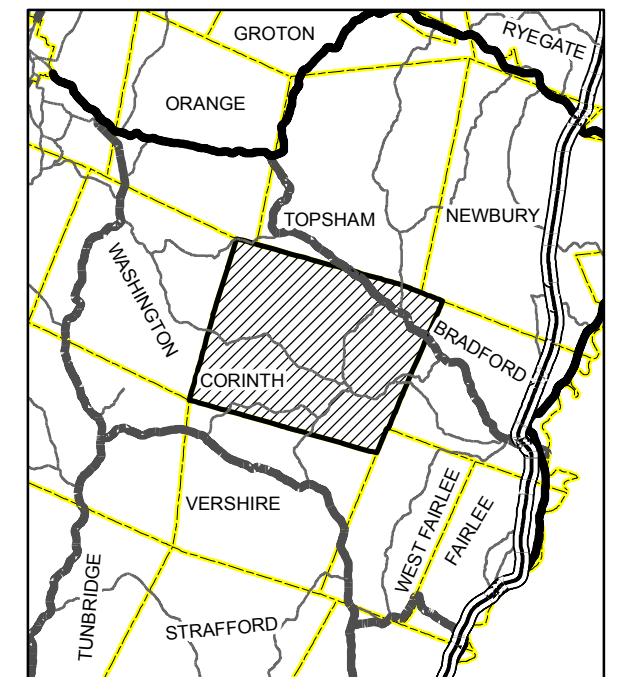 GROTON
RYEGATE
ORANGE
TOPSHAM
NEWBURY
WASHINGTON
BRADFORD
CORINTH
VERSHIRE
WEST FAIRLEE
FAIRLEE
TUNBRIDGE
STRAFFORD